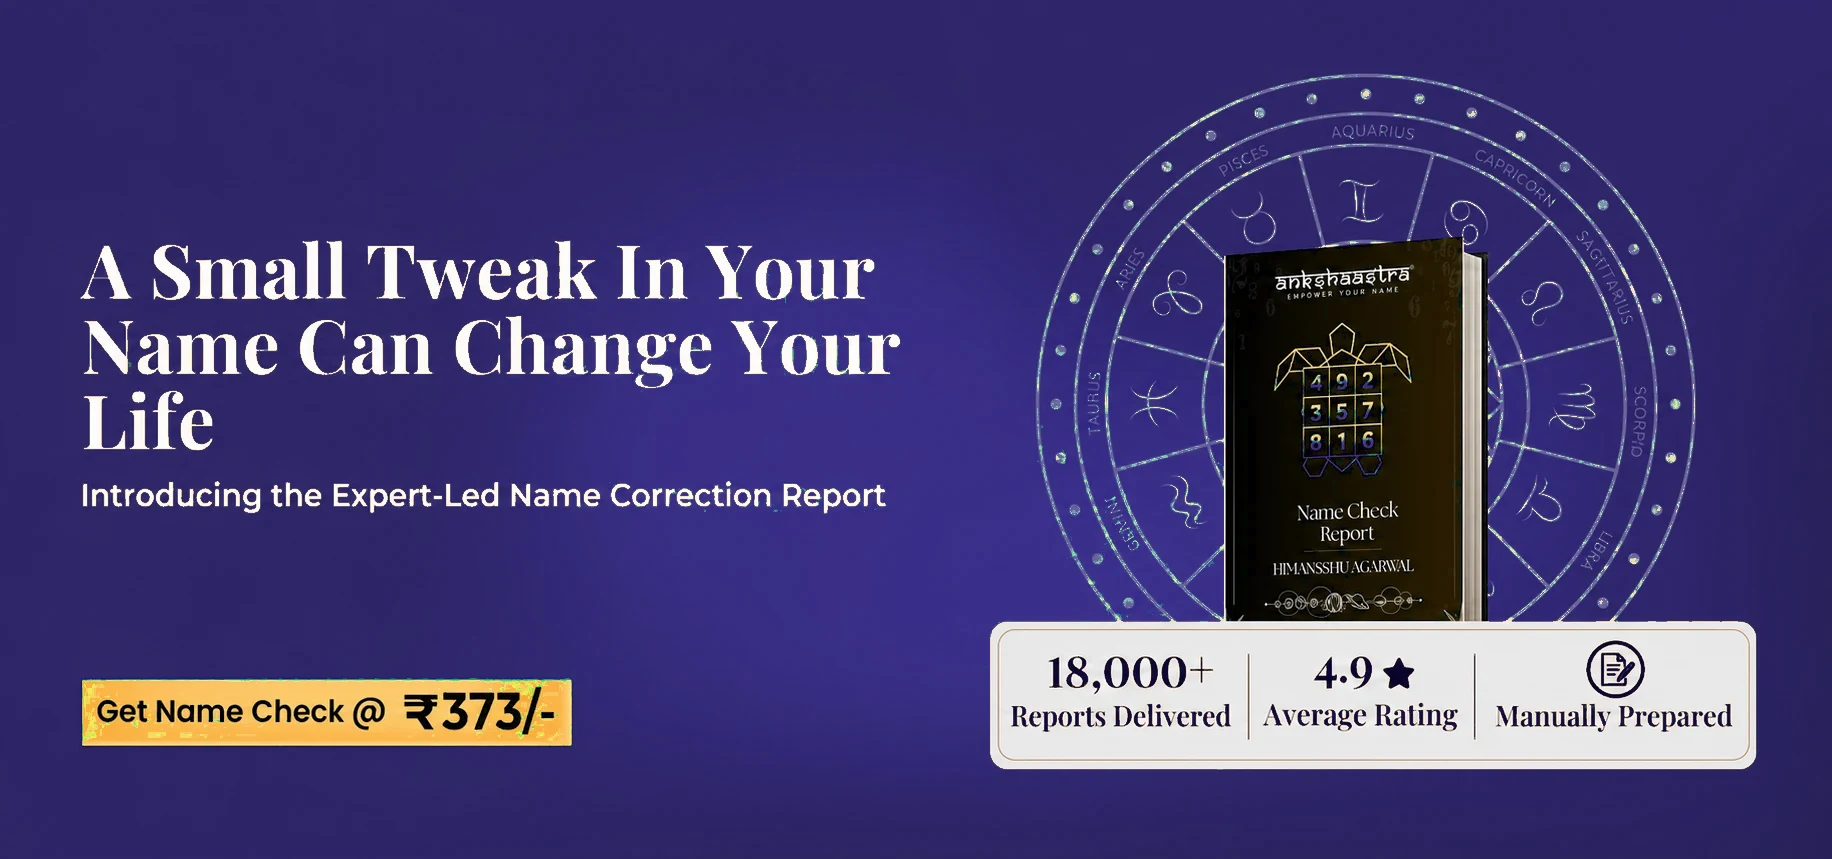 A Small Tweak In Your
Name Can Change Your
Life
Introducing the Expert-Led Name Correction Report
Get Name Check @ ₹373/-
AQUARIUS
PISCES
CAPRICORN
ARIES
SAGITTARIUS
TAURUS
SCORPIO
GEMINI
LIBRA
ankshaastra
EMPOWER YOUR NAME
4 9 2
3 5 7
8 1 6
Name Check
Report
HIMANSSHU AGARWAL
18,000+
Reports Delivered
4.9 ★
Average Rating
Manually Prepared